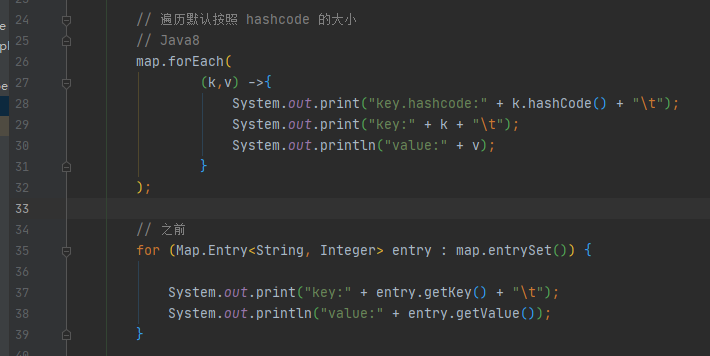 24 // 遍历默认按照 hashcode 的大小
25 // Java8
26 map.forEach(
27 (k,v) ->{
28 System.out.print("key.hashcode:" + k.hashCode() + "\t");
29 System.out.print("key:" + k + "\t");
30 System.out.println("value:" + v);
31 }
32 );
33
34 // 之前
35 for (Map.Entry<String, Integer> entry : map.entrySet()) {
36
37 System.out.print("key:" + entry.getKey() + "\t");
38 System.out.println("value:" + entry.getValue());
39 }